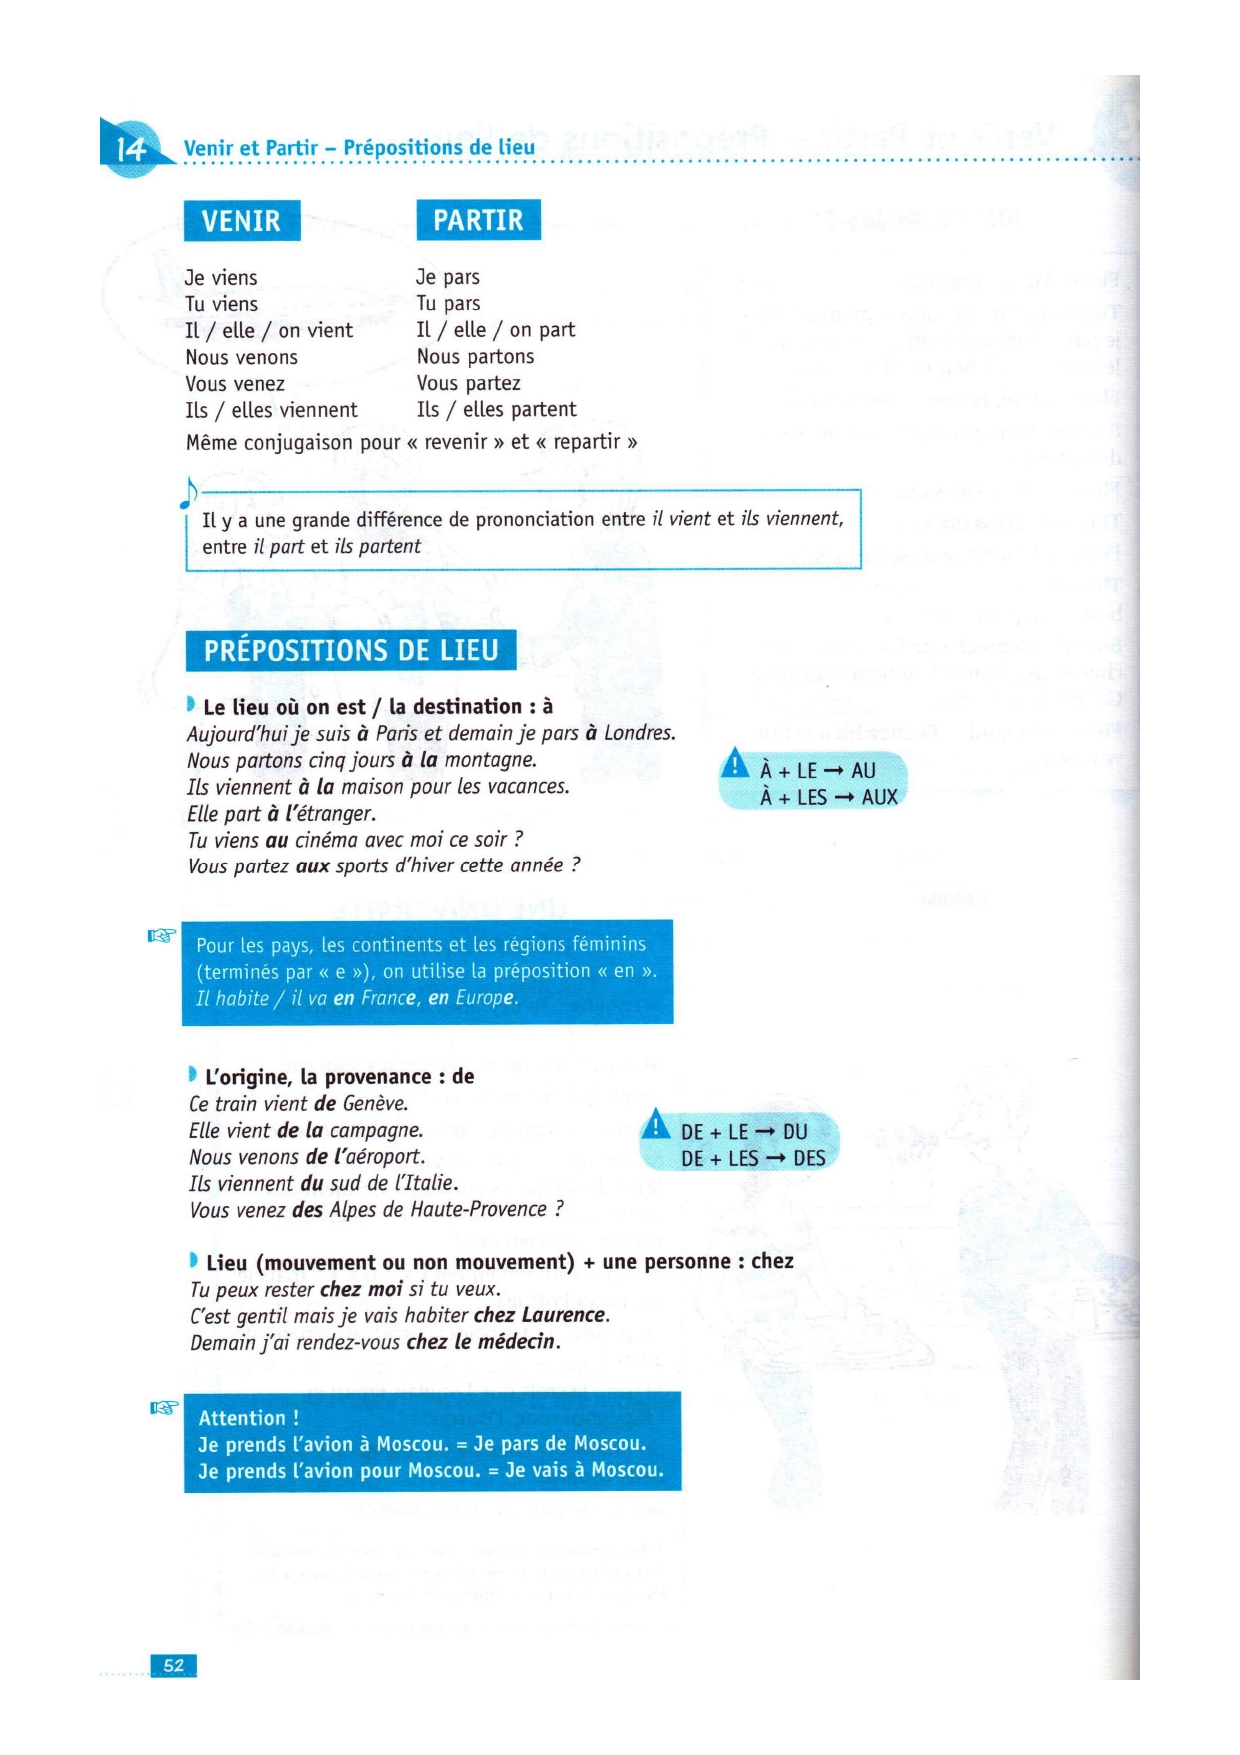 14 Venir et Partir – Prépositions de lieu
VENIR
Je viens
Tu viens
Il / elle / on vient
Nous venons
Vous venez
Ils / elles viennent
PARTIR
Je pars
Tu pars
Il / elle / on part
Nous partons
Vous partez
Ils / elles partent
Même conjugaison pour « revenir » et « repartir »
Il y a une grande différence de prononciation entre il vient et ils viennent,
entre il part et ils partent
PRÉPOSITIONS DE LIEU
Le lieu où on est / la destination : à
Aujourd'hui je suis à Paris et demain je pars à Londres.
Nous partons cinq jours à la montagne.
Ils viennent à la maison pour les vacances.
Elle part à l'étranger.
Tu viens au cinéma avec moi ce soir ?
Vous partez aux sports d'hiver cette année ?
! À + LE → AU
À + LES → AUX
Pour les pays, les continents et les régions féminins
(terminés par « e »), on utilise la préposition « en ».
Il habite / il va en France, en Europe.
L'origine, la provenance : de
Ce train vient de Genève.
Elle vient de la campagne.
Nous venons de l'aéroport.
Ils viennent du sud de l'Italie.
Vous venez des Alpes de Haute-Provence ?
! DE + LE → DU
DE + LES → DES
Lieu (mouvement ou non mouvement) + une personne : chez
Tu peux rester chez moi si tu veux.
C'est gentil mais je vais habiter chez Laurence.
Demain j'ai rendez-vous chez le médecin.
Attention !
Je prends l'avion à Moscou. = Je pars de Moscou.
Je prends l'avion pour Moscou. = Je vais à Moscou.
52